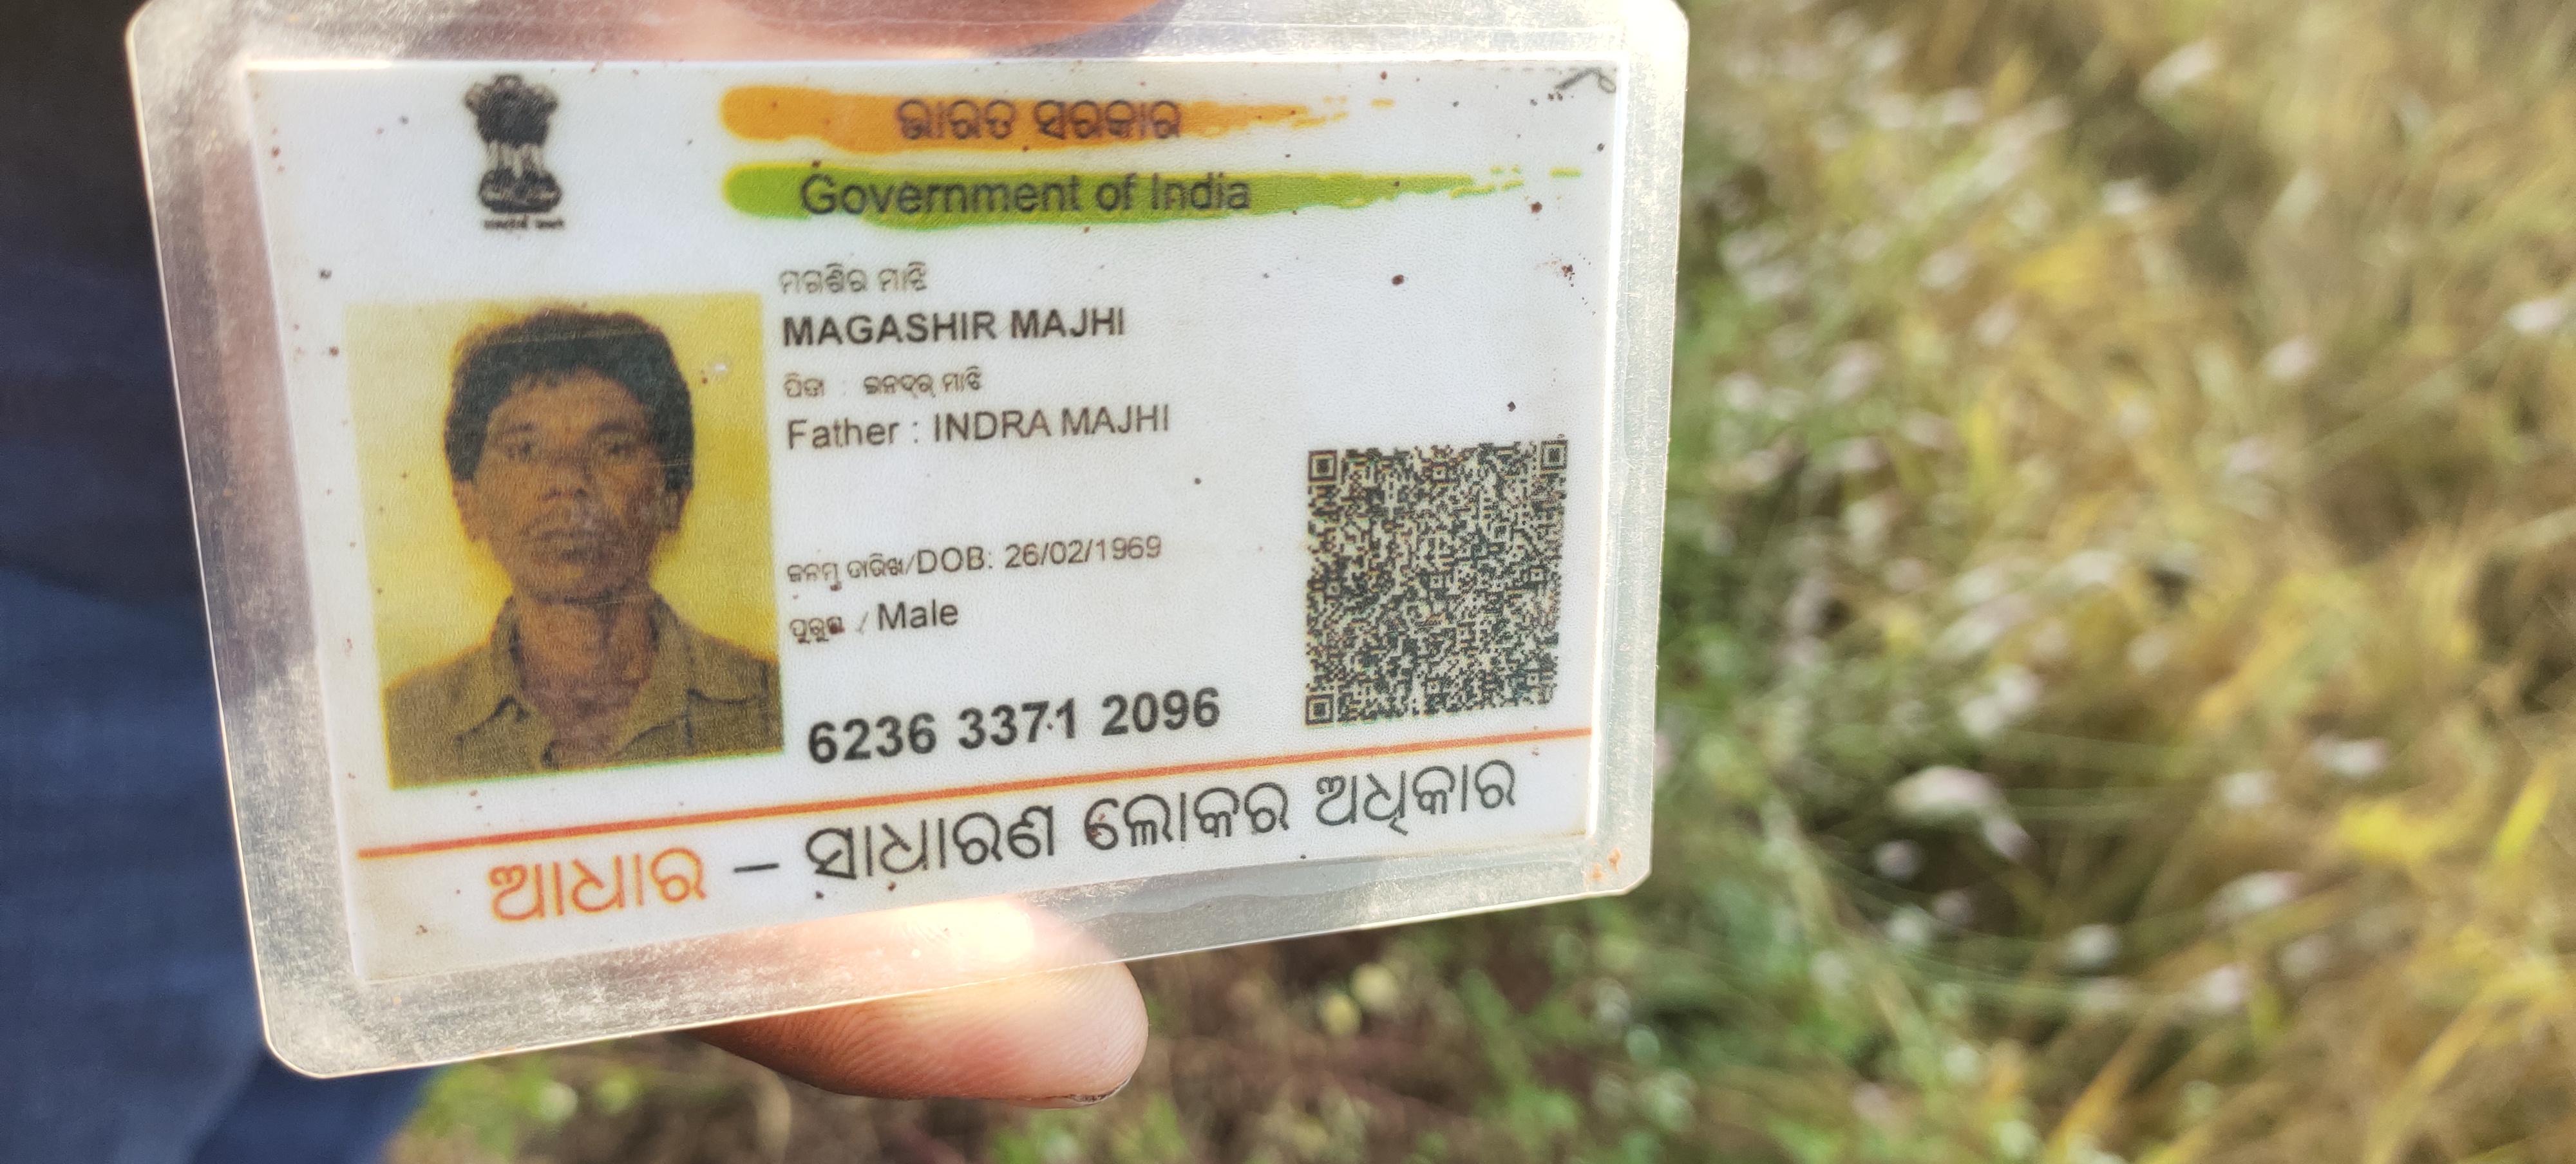 ଭାରତ ସରକାର
Government of India
ମଗଶିର ମାଝି
MAGASHIR MAJHI
ପିତା : ଇନଦ୍ର୍ ମାଝି
Father : INDRA MAJHI
ଜନମ୍ ତାରିଖ/DOB: 26/02/1969
ପୁରୁଷ / Male
6236 3371 2096
ଆଧାର – ସାଧାରଣ ଲୋକର ଅଧିକାର